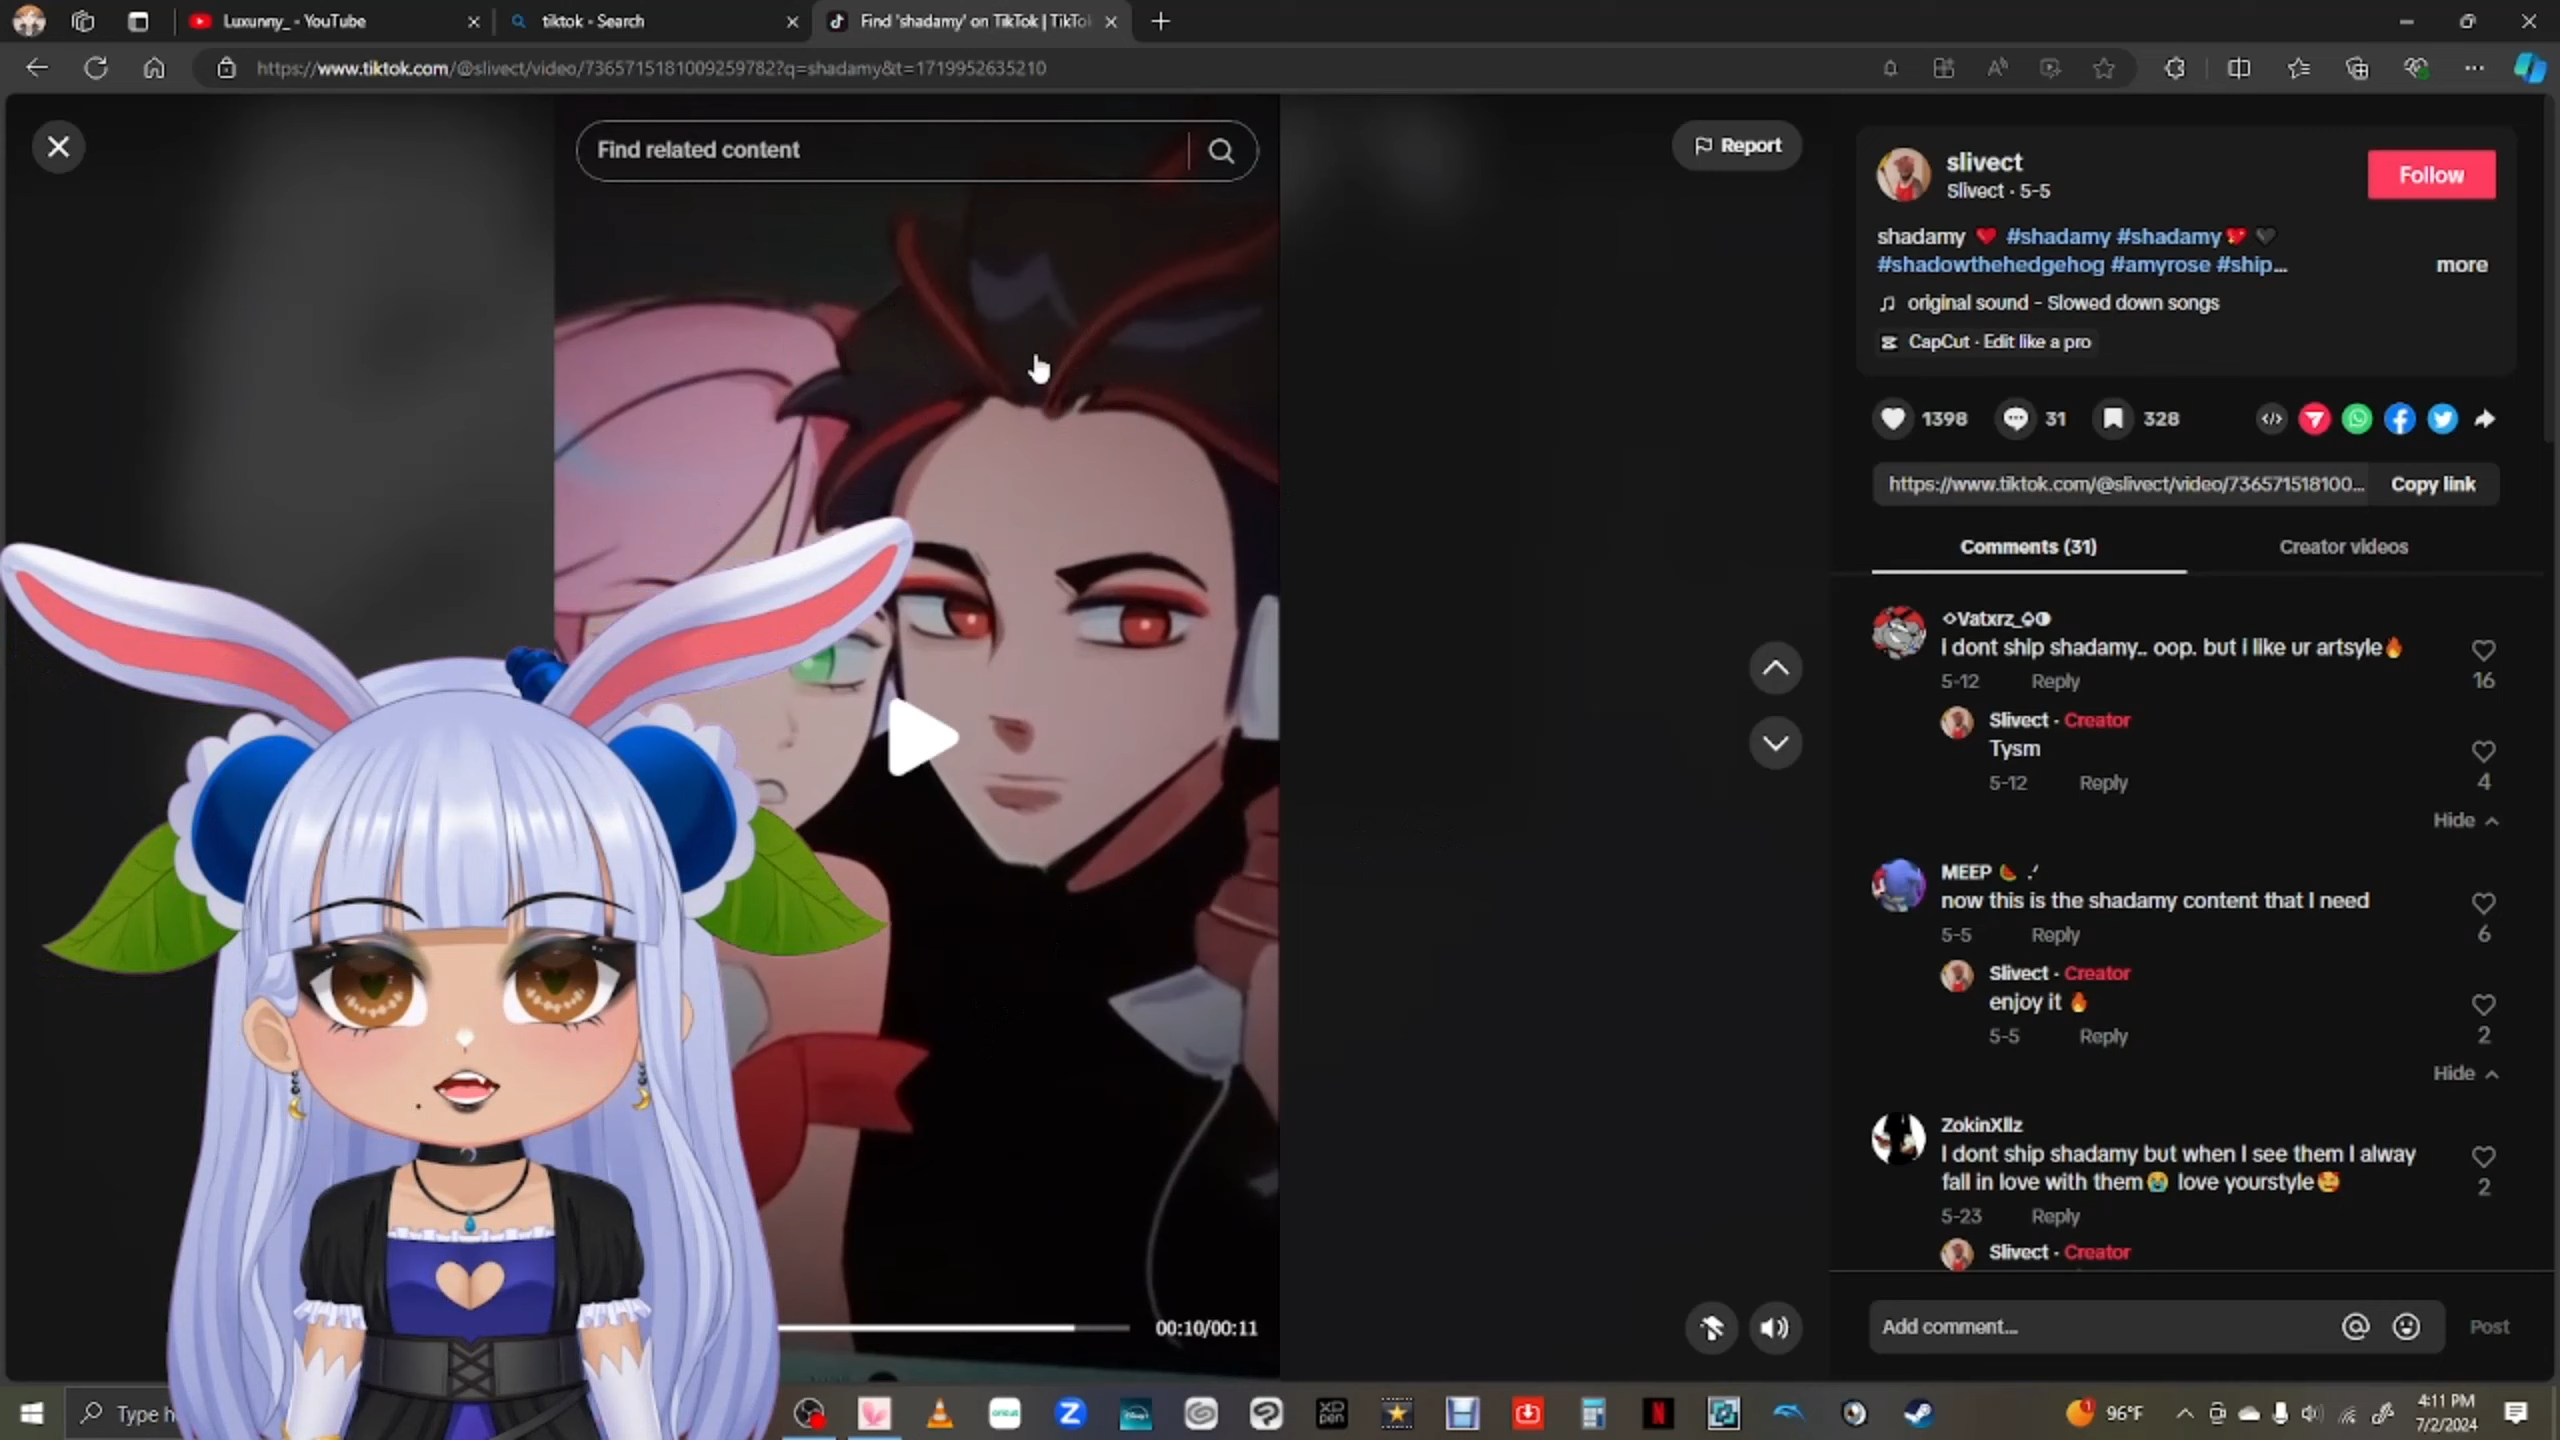 Luxunny_ - YouTube
tiktok - Search
Find 'shadamy' on TikTok | TikTo
https://www.tiktok.com/@slivect/video/7365715181009259782?q=shadamy&t=1719952635210
Find related content
Report
slivect
Slivect · 5-5
Follow
shadamy ❤️ #shadamy #shadamy💖🖤
#shadowthehedgehog #amyrose #ship...
more
♫ original sound - Slowed down songs
CapCut · Edit like a pro
1398
31
328
https://www.tiktok.com/@slivect/video/736571518100...
Copy link
Comments (31)
Creator videos
I dont ship shadamy.. oop. but I like ur artsyle🔥
16
5-12
Reply
Slivect · Creator
Tysm
5-12
Reply
4
Hide
MEEP 🍉 .ᐟ
now this is the shadamy content that I need
5-5
Reply
6
Slivect · Creator
enjoy it 🔥
5-5
Reply
2
Hide
ZokinXllz
I dont ship shadamy but when I see them I alway
fall in love with them😭 love yourstyle🥰
5-23
Reply
2
Slivect · Creator
00:10/00:11
Add comment...
Post
Type h
cricut
Disney+
XP
pen
96°F
4:11 PM
7/2/2024